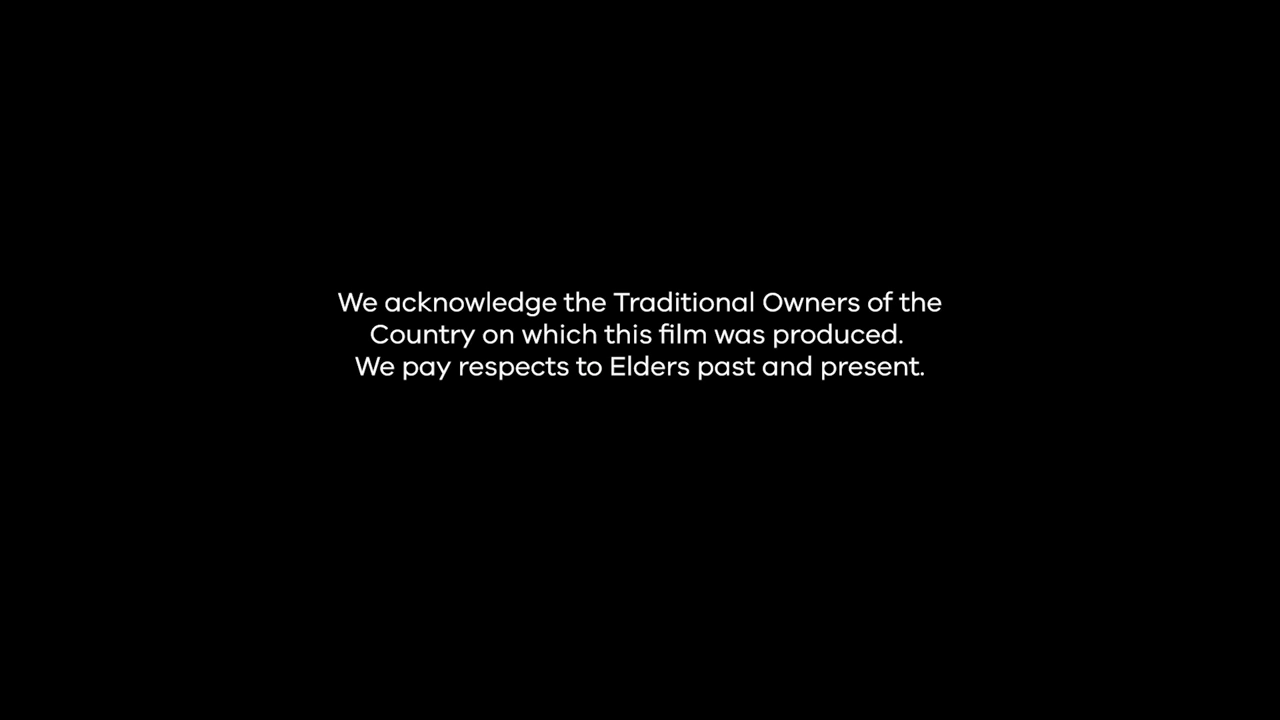 We acknowledge the Traditional Owners of the
Country on which this film was produced.
We pay respects to Elders past and present.